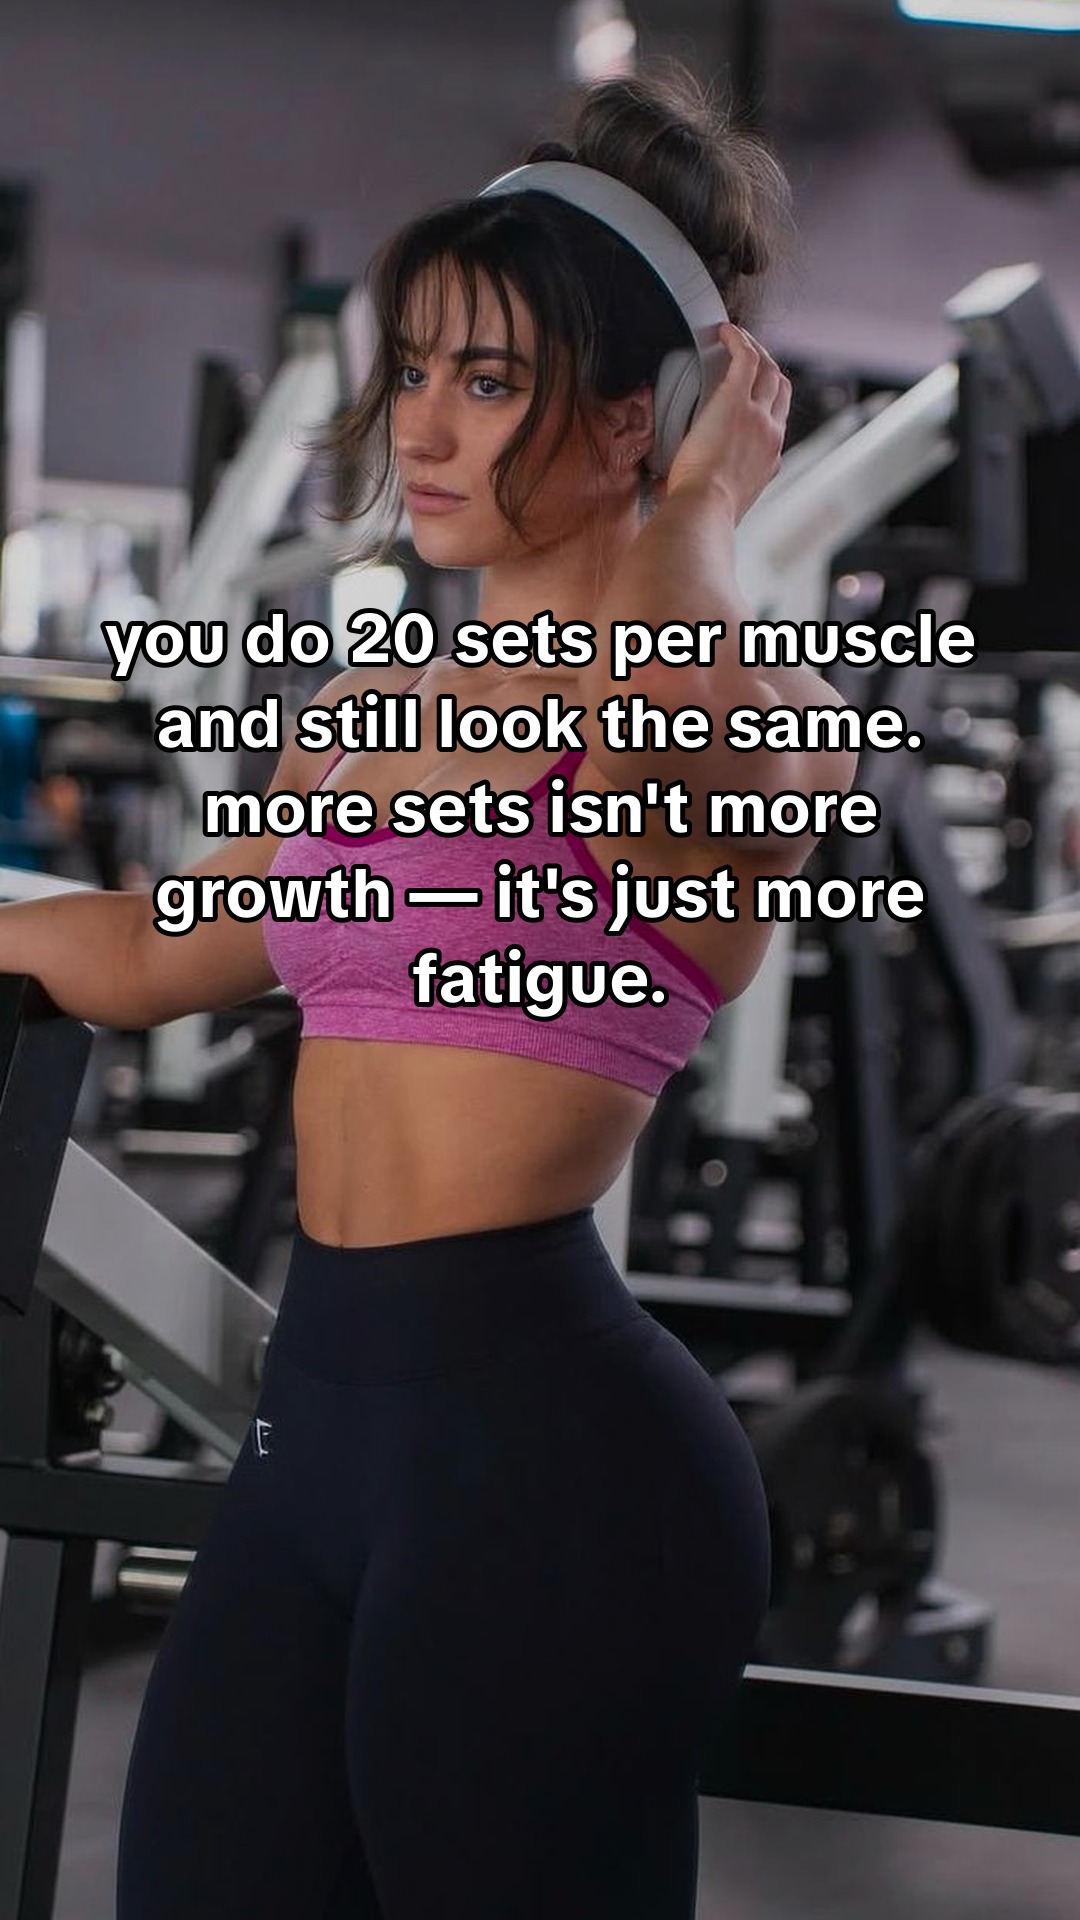 you do 20 sets per muscle
and still look the same.
more sets isn't more
growth — it's just more
fatigue.